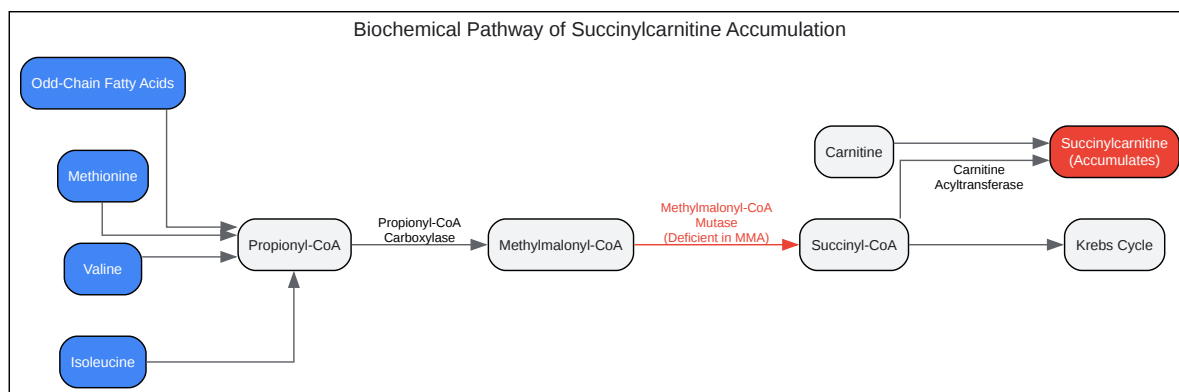 Biochemical Pathway of Succinylcarnitine Accumulation
Odd-Chain Fatty Acids
Methionine
Valine
Isoleucine
Propionyl-CoA
Propionyl-CoA
Carboxylase
Methylmalonyl-CoA
Methylmalonyl-CoA
Mutase
(Deficient in MMA)
Succinyl-CoA
Carnitine
Carnitine
Acyltransferase
Succinylcarnitine
(Accumulates)
Krebs Cycle